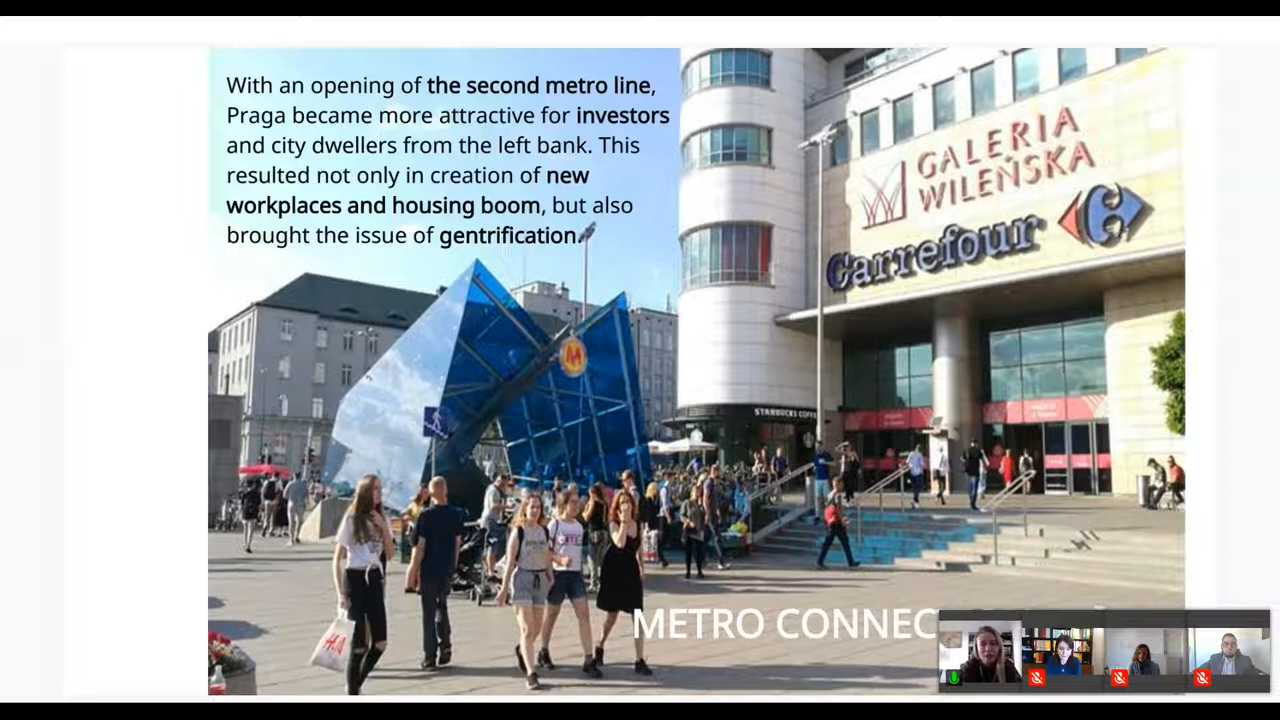 With an opening of the second metro line,
Praga became more attractive for investors
and city dwellers from the left bank. This
resulted not only in creation of new
workplaces and housing boom, but also
brought the issue of gentrification.
GALERIA
WILEŃSKA
Carrefour
M
STARBUCKS COFF
H&M
METRO CONNEC